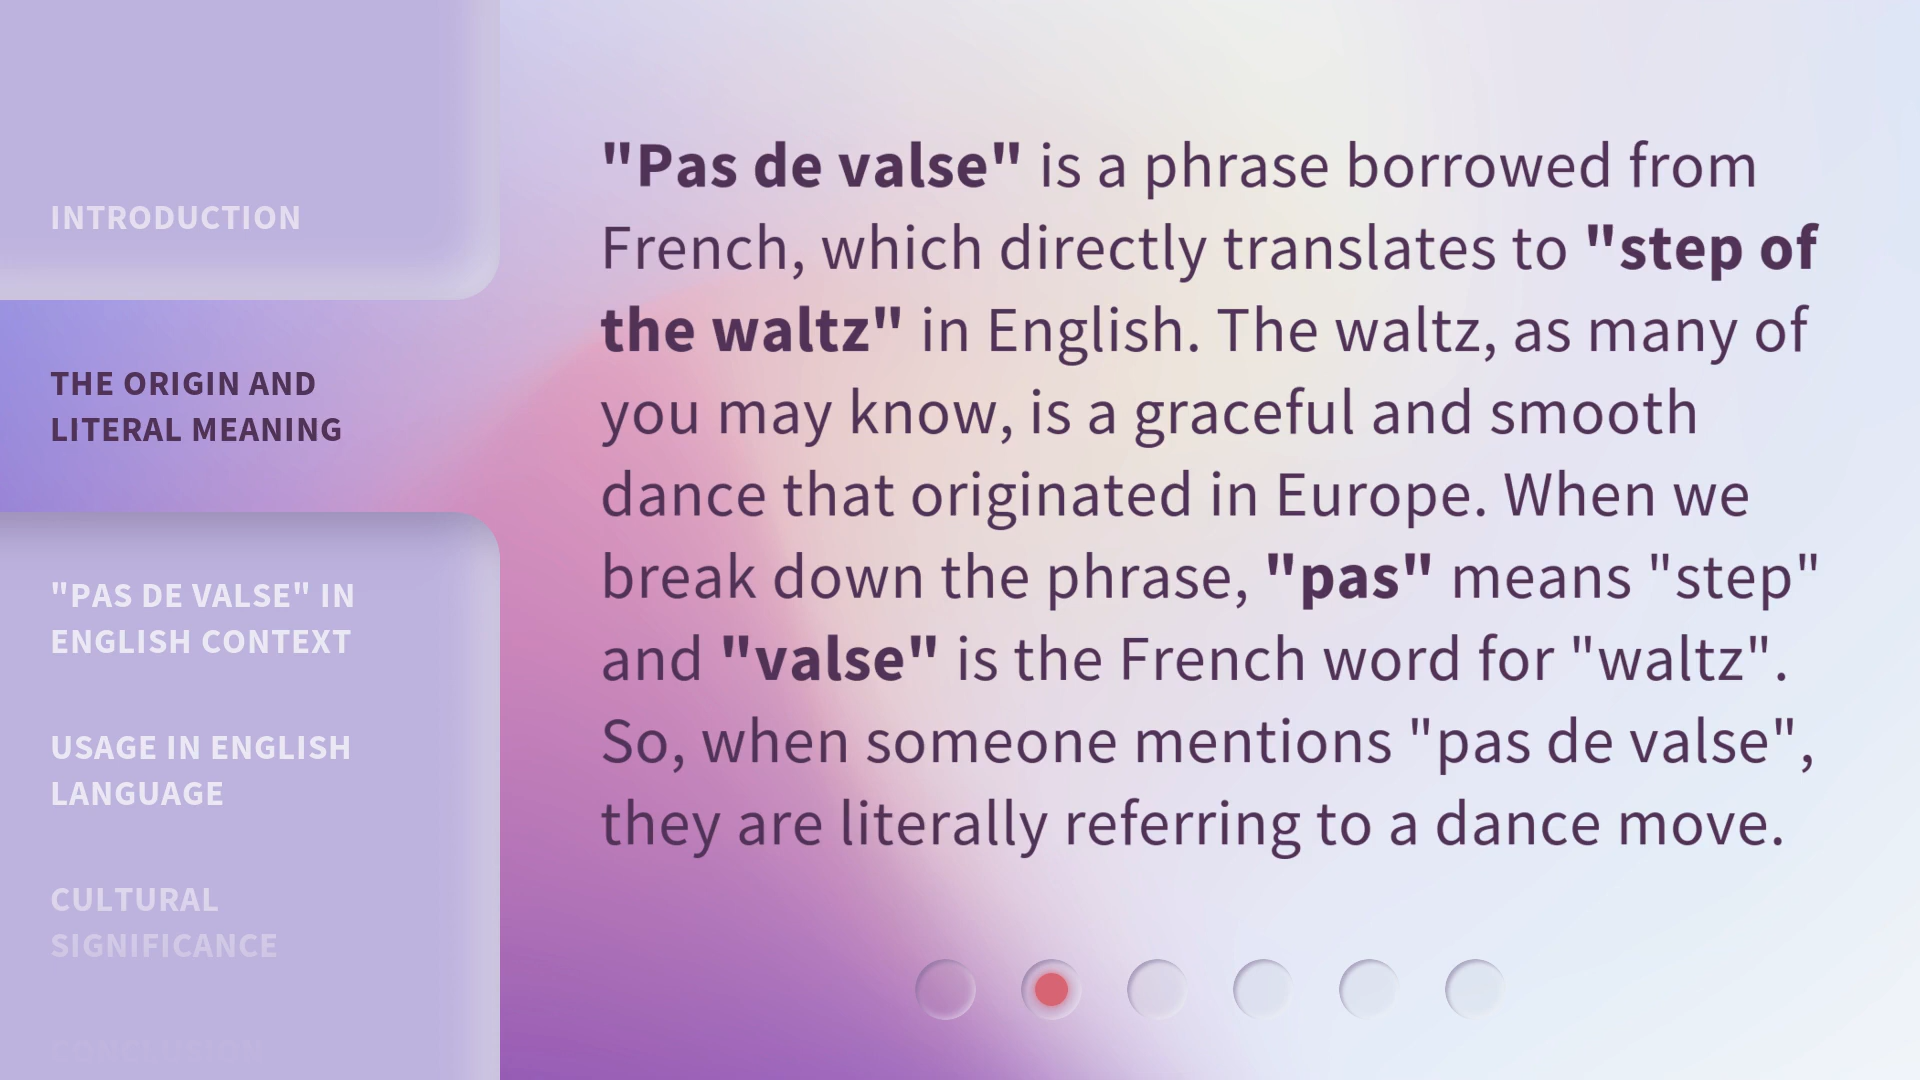 INTRODUCTION
THE ORIGIN AND
LITERAL MEANING
"PAS DE VALSE" IN
ENGLISH CONTEXT
USAGE IN ENGLISH
LANGUAGE
CULTURAL
SIGNIFICANCE
CONCLUSION
"Pas de valse" is a phrase borrowed from
French, which directly translates to "step of
the waltz" in English. The waltz, as many of
you may know, is a graceful and smooth
dance that originated in Europe. When we
break down the phrase, "pas" means "step"
and "valse" is the French word for "waltz".
So, when someone mentions "pas de valse",
they are literally referring to a dance move.